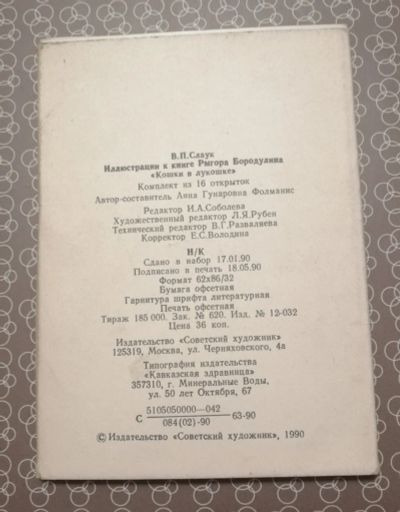 В.П.Слаук
Иллюстрации к книге Рыгора Бородулина
«Кошки в лукошке»
Комплект из 16 открыток
Автор-составитель Анна Гунаровна Фолманис
Редактор И.А.Соболева
Художественный редактор Л.Я.Рубен
Технический редактор В.Г.Разваляева
Корректор Е.С.Володина
Н/К
Сдано в набор 17.01.90
Подписано в печать 18.05.90
Формат 62х86/32
Бумага офсетная
Гарнитура шрифта литературная
Печать офсетная
Тираж 185 000. Зак. № 620. Изд. № 12-032
Цена 36 коп.
Издательство «Советский художник»
125319, Москва, ул. Черняховского, 4а
Типография издательства
«Кавказская здравница»
357310, г. Минеральные Воды,
ул. 50 лет Октября, 67
С 5105050000—042 63-90
084(02)-90
© Издательство «Советский художник», 1990